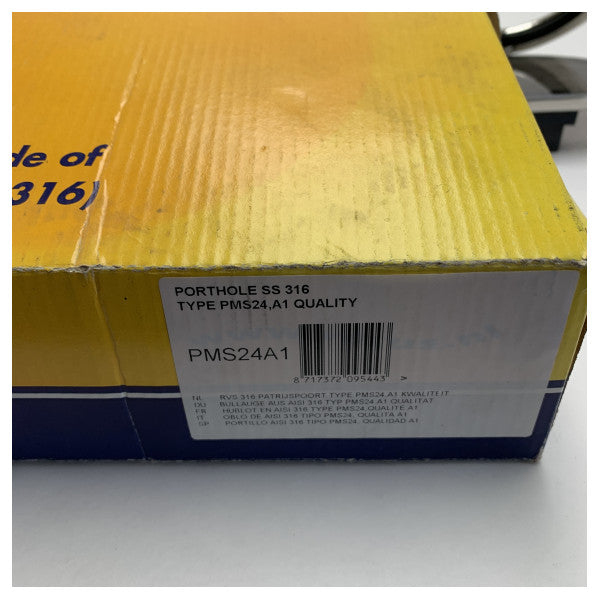 de of
316)
PORTHOLE SS 316
TYPE PMS24,A1 QUALITY
PMS24A1
8 717372 095443 >
NL RVS 316 PATRIJSPOORT TYPE PMS24,A1 KWALITEIT
DU BULLAUGE AUS AISI 316 TYP PMS24 A1 QUALITAT
FR HUBLOT EN AISI 316 TYPE PMS24,QUALITE A1
IT OBLO DE AISI 316 TIPO PMS24, QUALITA A1
SP PORTILLO AISI 316 TIPO PMS24, QUALIDAD A1